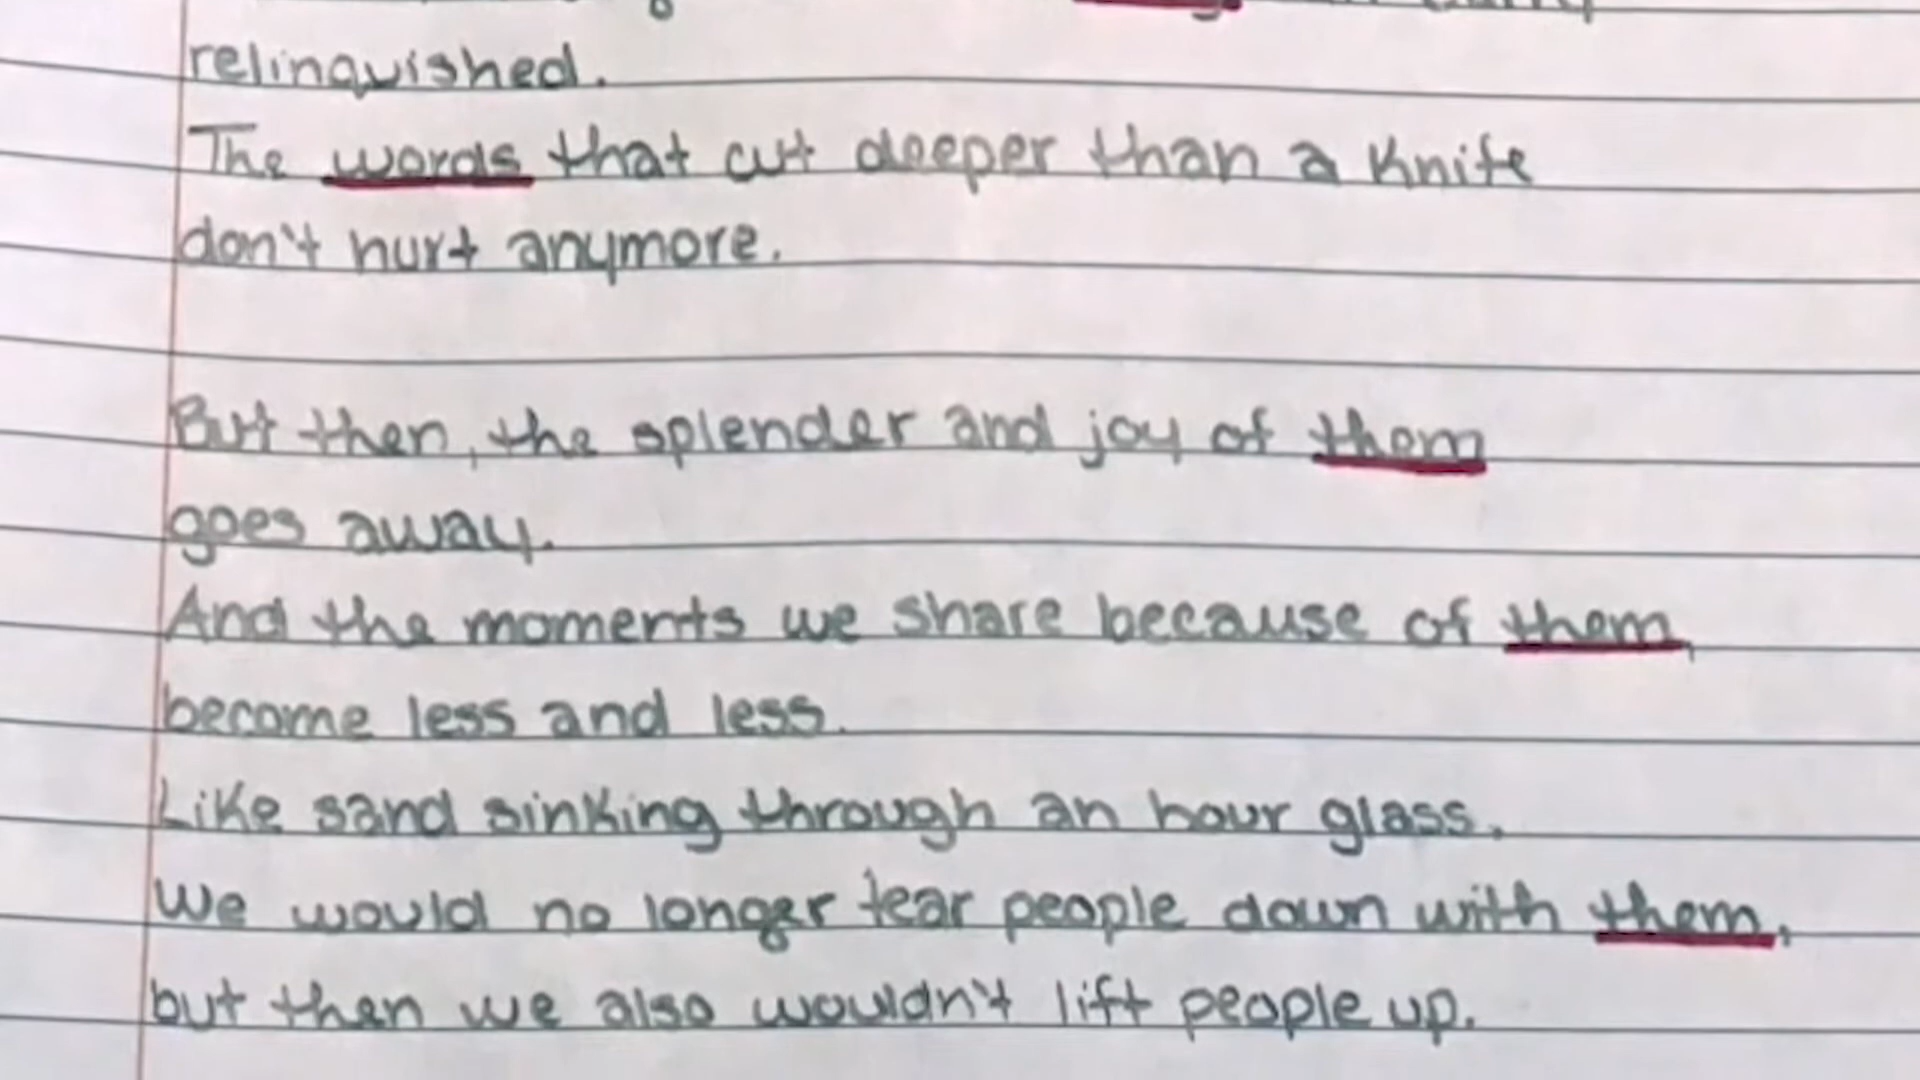 relinquished.
The words that cut deeper than a knife
don't hurt anymore.
But then, the splendor and joy of them
goes away.
And the moments we share because of them,
become less and less.
Like sand sinking through an hour glass.
We would no longer tear people down with them,
but then we also wouldn't lift people up.